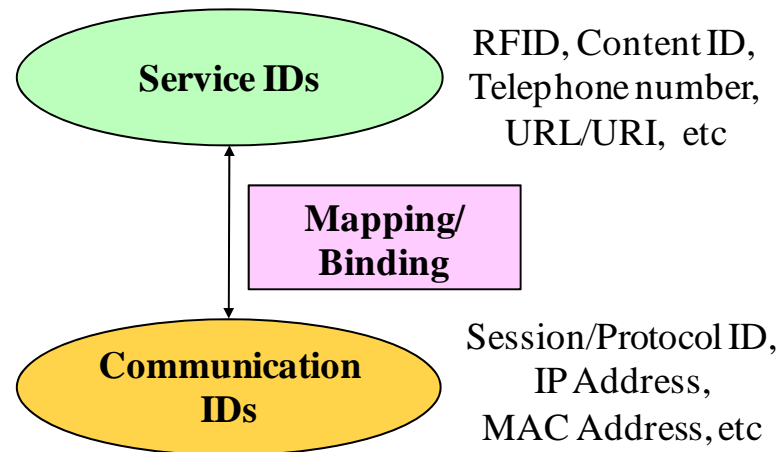 Service IDs
RFID, Content ID,
Telephone number,
URL/URI, etc
Mapping/
Binding
Communication
IDs
Session/Protocol ID,
IP Address,
MAC Address, etc